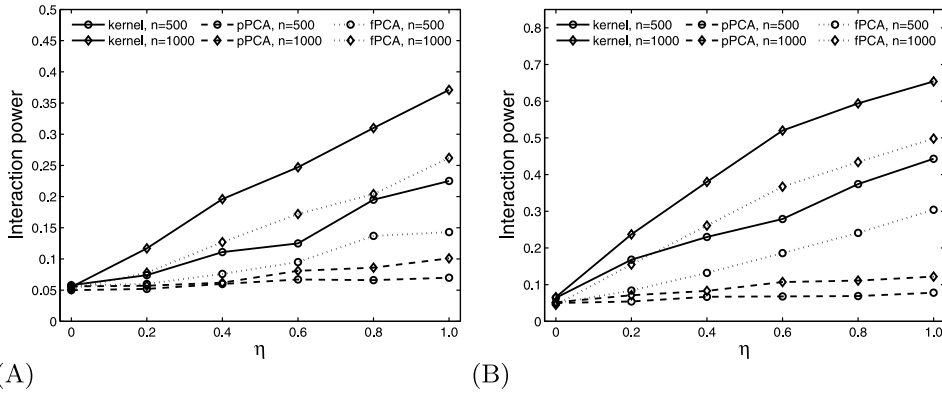 0.5
0.45
0.4
0.35
0.3
0.25
0.2
0.15
0.1
0.05
0
Interaction power
kernel, n=500 pPCA, n=500 fPCA, n=500
kernel, n=1000 pPCA, n=1000 fPCA, n=1000
0 0.2 0.4 0.6 0.8 1.0
η
(A)
0.8
0.7
0.6
0.5
0.4
0.3
0.2
0.1
0
Interaction power
kernel, n=500 pPCA, n=500 fPCA, n=500
kernel, n=1000 pPCA, n=1000 fPCA, n=1000
0 0.2 0.4 0.6 0.8 1.0
η
(B)